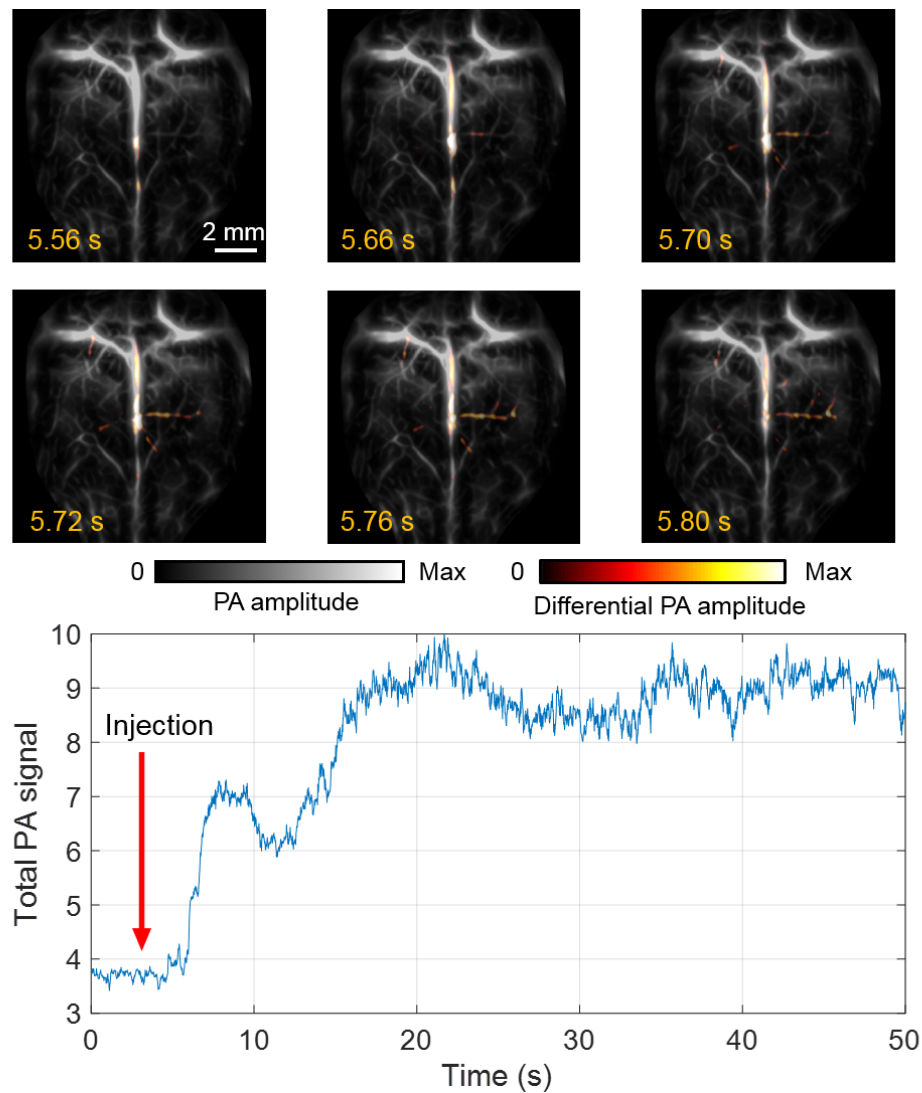 5.56 s
2 mm
5.66 s
5.70 s
5.72 s
5.76 s
5.80 s
0 Max
PA amplitude
0 Max
Differential PA amplitude
10
9
8
7
6
5
4
3
Total PA signal
Injection
0 10 20 30 40 50
Time (s)